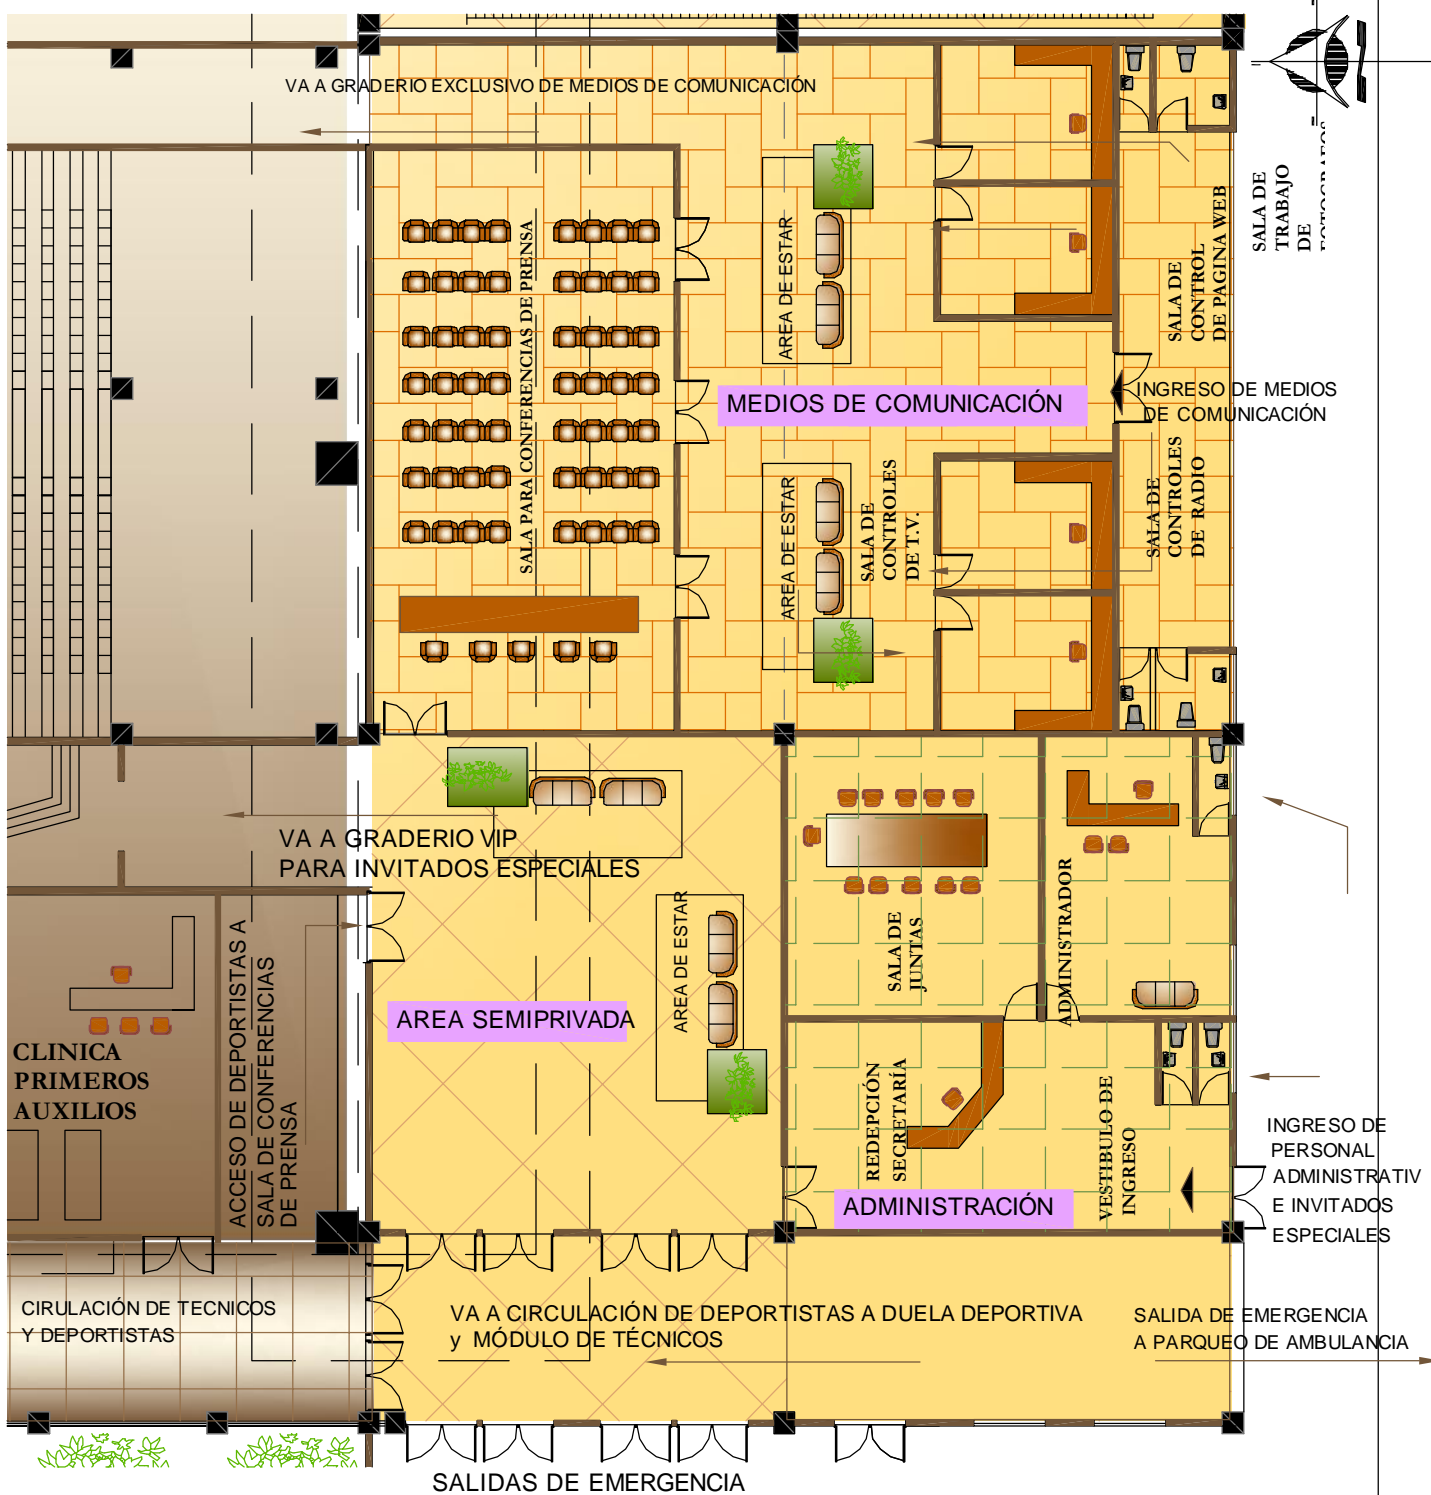 VA A GRADERIO EXCLUSIVO DE MEDIOS DE COMUNICACIÓN
SALA PARA CONFERENCIAS DE PRENSA
AREA DE ESTAR
SALA DE
TRABAJO
DE
SALA DE
CONTROL
DE PAGINA WEB
MEDIOS DE COMUNICACIÓN
INGRESO DE MEDIOS
DE COMUNICACIÓN
AREA DE ESTAR
SALA DE
CONTROLES
DE T.V.
SALA DE
CONTROLES
DE RADIO
VA A GRADERIO VIP
PARA INVITADOS ESPECIALES
AREA DE ESTAR
SALA DE
JUNTAS
ADMINISTRADOR
AREA SEMIPRIVADA
CLINICA
PRIMEROS
AUXILIOS
ACCESO DE DEPORTISTAS A
SALA DE CONFERENCIAS
DE PRENSA
REDEPCIÓN
SECRETARÍA
VESTIBULO DE
INGRESO
ADMINISTRACIÓN
INGRESO DE
PERSONAL
ADMINISTRATIV
E INVITADOS
ESPECIALES
CIRULACIÓN DE TECNICOS
Y DEPORTISTAS
VA A CIRCULACIÓN DE DEPORTISTAS A DUELA DEPORTIVA
y MÓDULO DE TÉCNICOS
SALIDA DE EMERGENCIA
A PARQUEO DE AMBULANCIA
SALIDAS DE EMERGENCIA